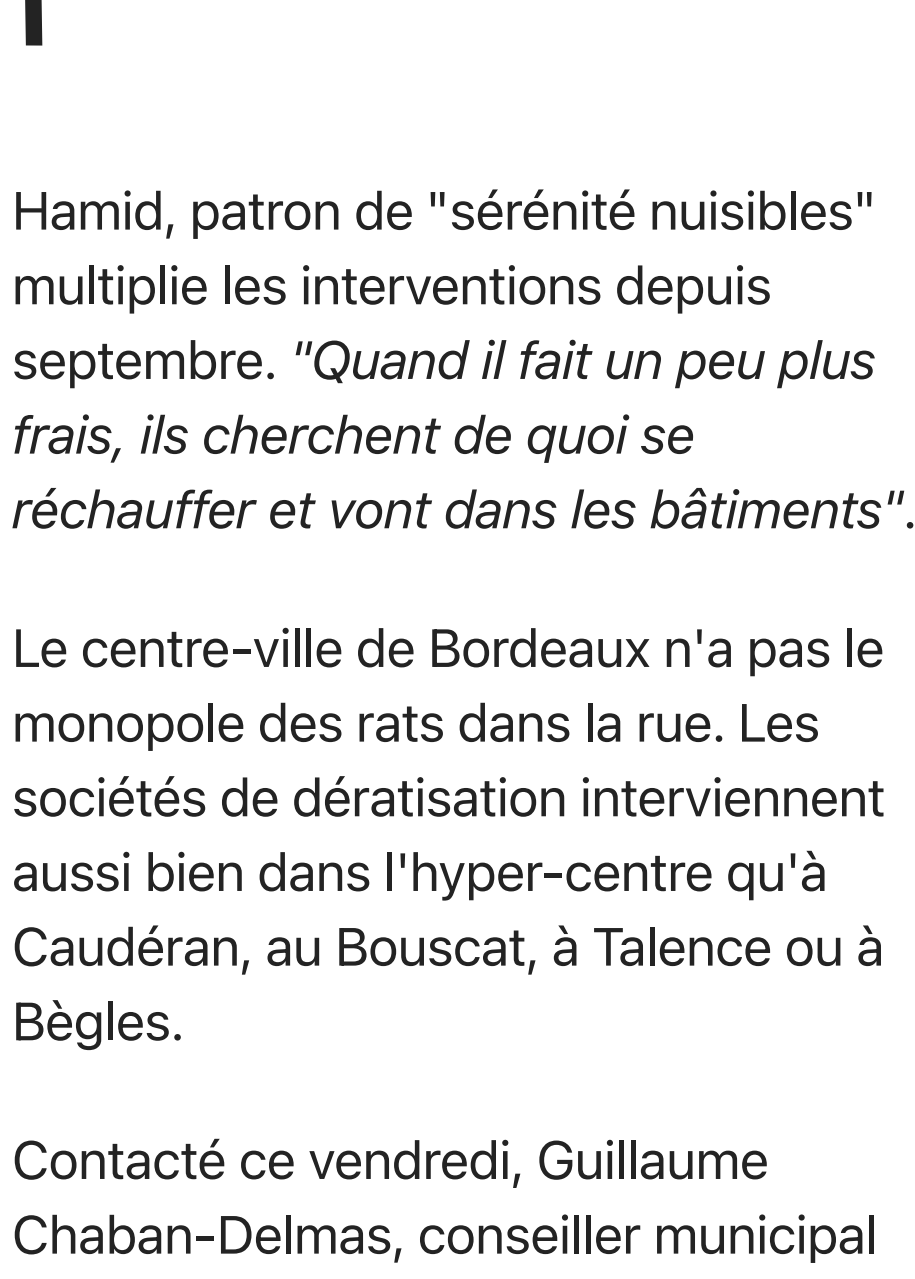 Hamid, patron de "sérénité nuisibles"
multiplie les interventions depuis
septembre. "Quand il fait un peu plus
frais, ils cherchent de quoi se
réchauffer et vont dans les bâtiments".
Le centre-ville de Bordeaux n'a pas le
monopole des rats dans la rue. Les
sociétés de dératisation interviennent
aussi bien dans l'hyper-centre qu'à
Caudéran, au Bouscat, à Talence ou à
Bègles.
Contacté ce vendredi, Guillaume
Chaban-Delmas, conseiller municipal